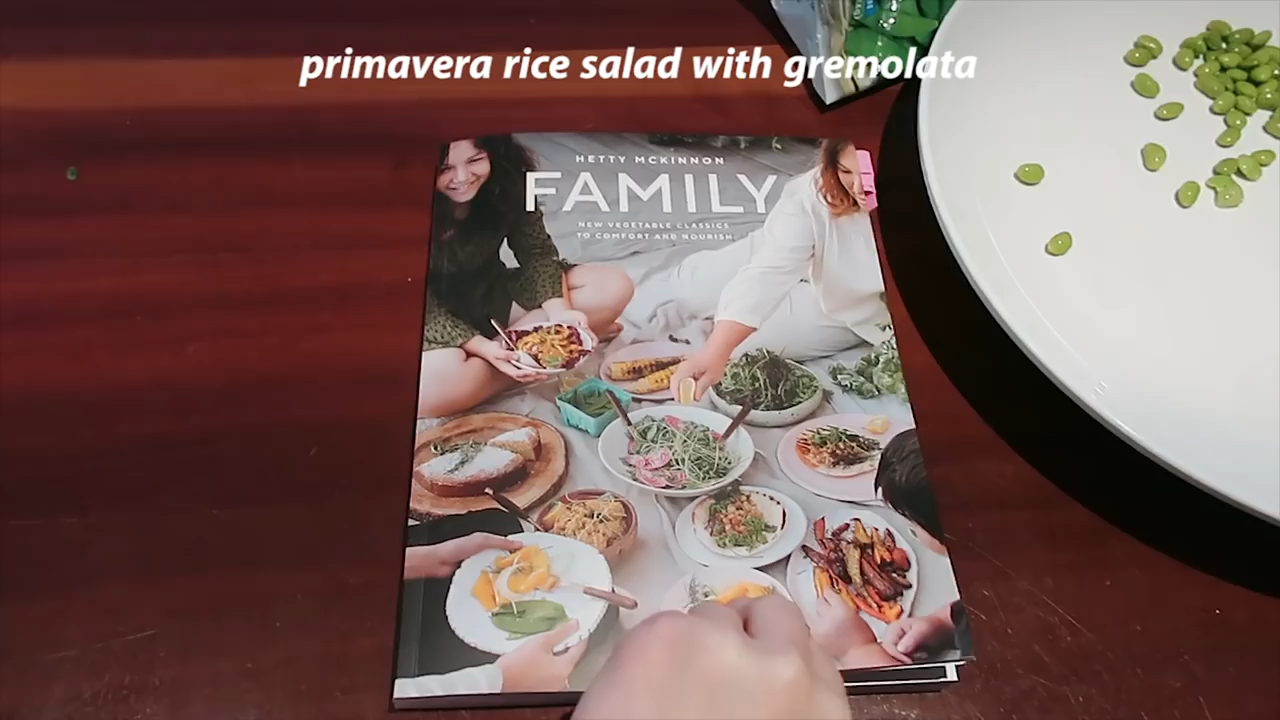 primavera rice salad with gremolata
HETTY MCKINNON
FAMILY
NEW VEGETABLE CLASSICS
TO COMFORT AND NOURISH